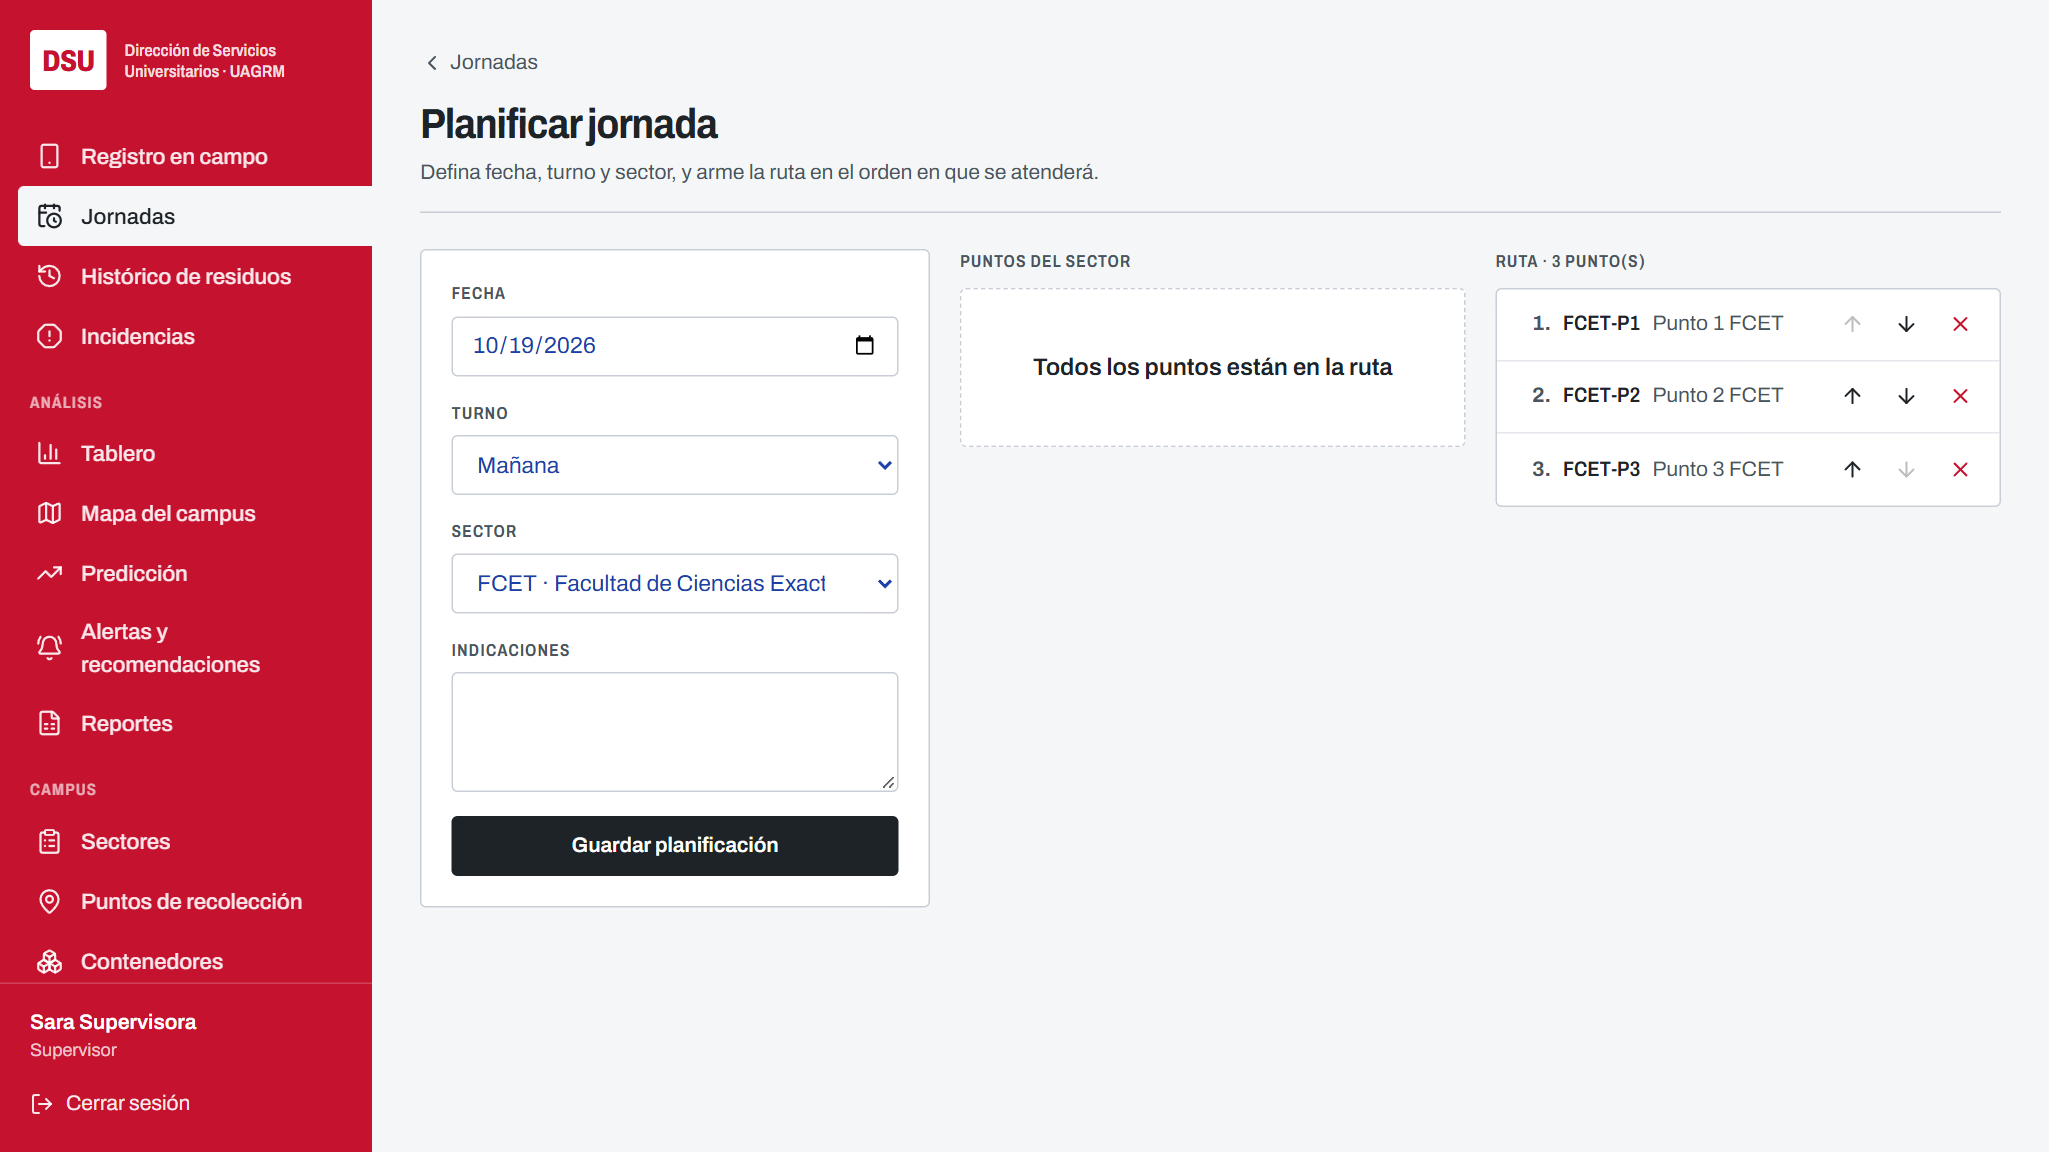 DSU
Dirección de Servicios
Universitarios · UAGRM
Registro en campo
Jornadas
Histórico de residuos
Incidencias
ANÁLISIS
Tablero
Mapa del campus
Predicción
Alertas y
recomendaciones
Reportes
CAMPUS
Sectores
Puntos de recolección
Contenedores
Sara Supervisora
Supervisor
Cerrar sesión
Jornadas
Planificar jornada
Defina fecha, turno y sector, y arme la ruta en el orden en que se atenderá.
FECHA
10/19/2026
TURNO
Mañana
SECTOR
FCET · Facultad de Ciencias Exact
INDICACIONES
Guardar planificación
PUNTOS DEL SECTOR
Todos los puntos están en la ruta
RUTA · 3 PUNTO(S)
1. FCET-P1 Punto 1 FCET
2. FCET-P2 Punto 2 FCET
3. FCET-P3 Punto 3 FCET